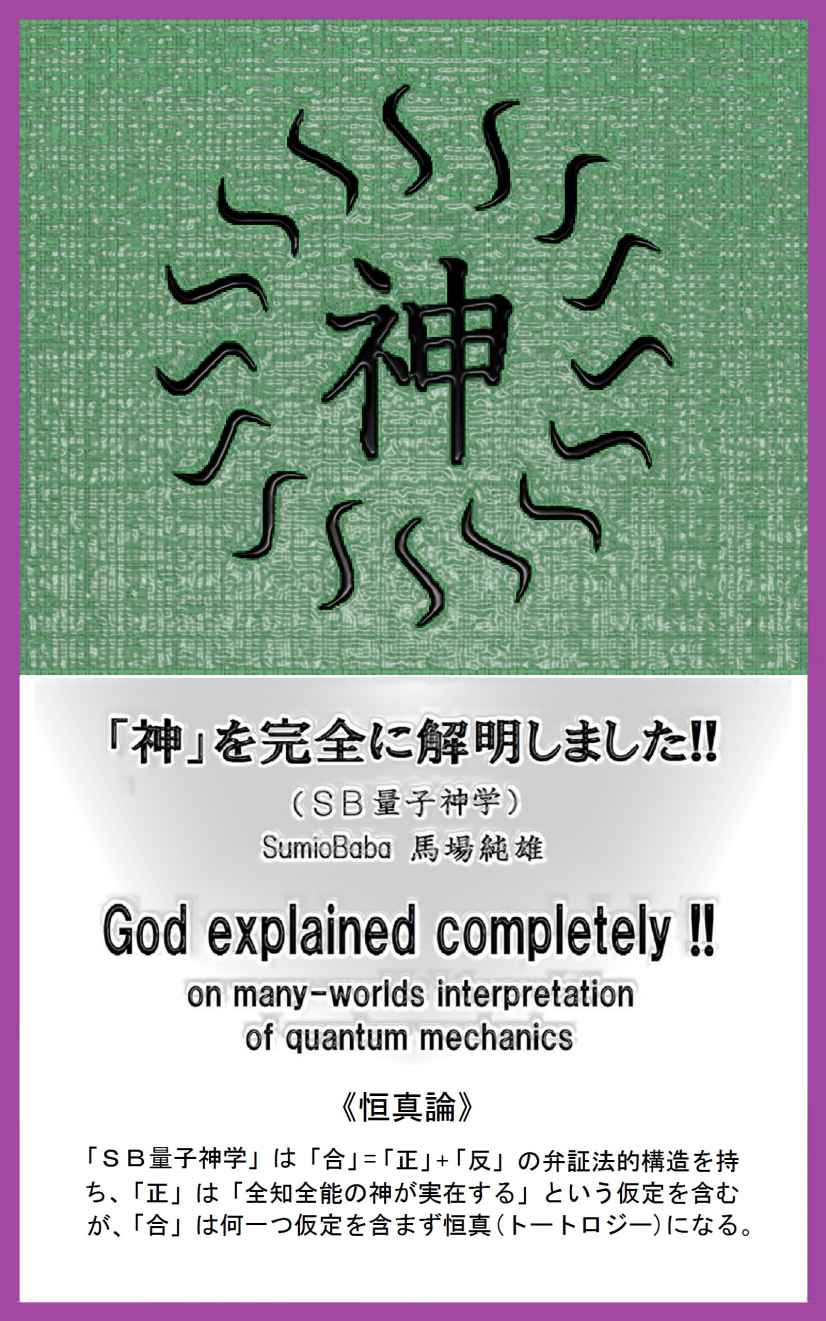 神
「神」を完全に解明しました!!
(ＳＢ量子神学)
SumioBaba 馬場純雄
God explained completely !!
on many-worlds interpretation
of quantum mechanics
《恒真論》
「ＳＢ量子神学」は「合」=「正」+「反」の弁証法的構造を持
ち、「正」は「全知全能の神が実在する」という仮定を含む
が、「合」は何一つ仮定を含まず恒真(トートロジー)になる。